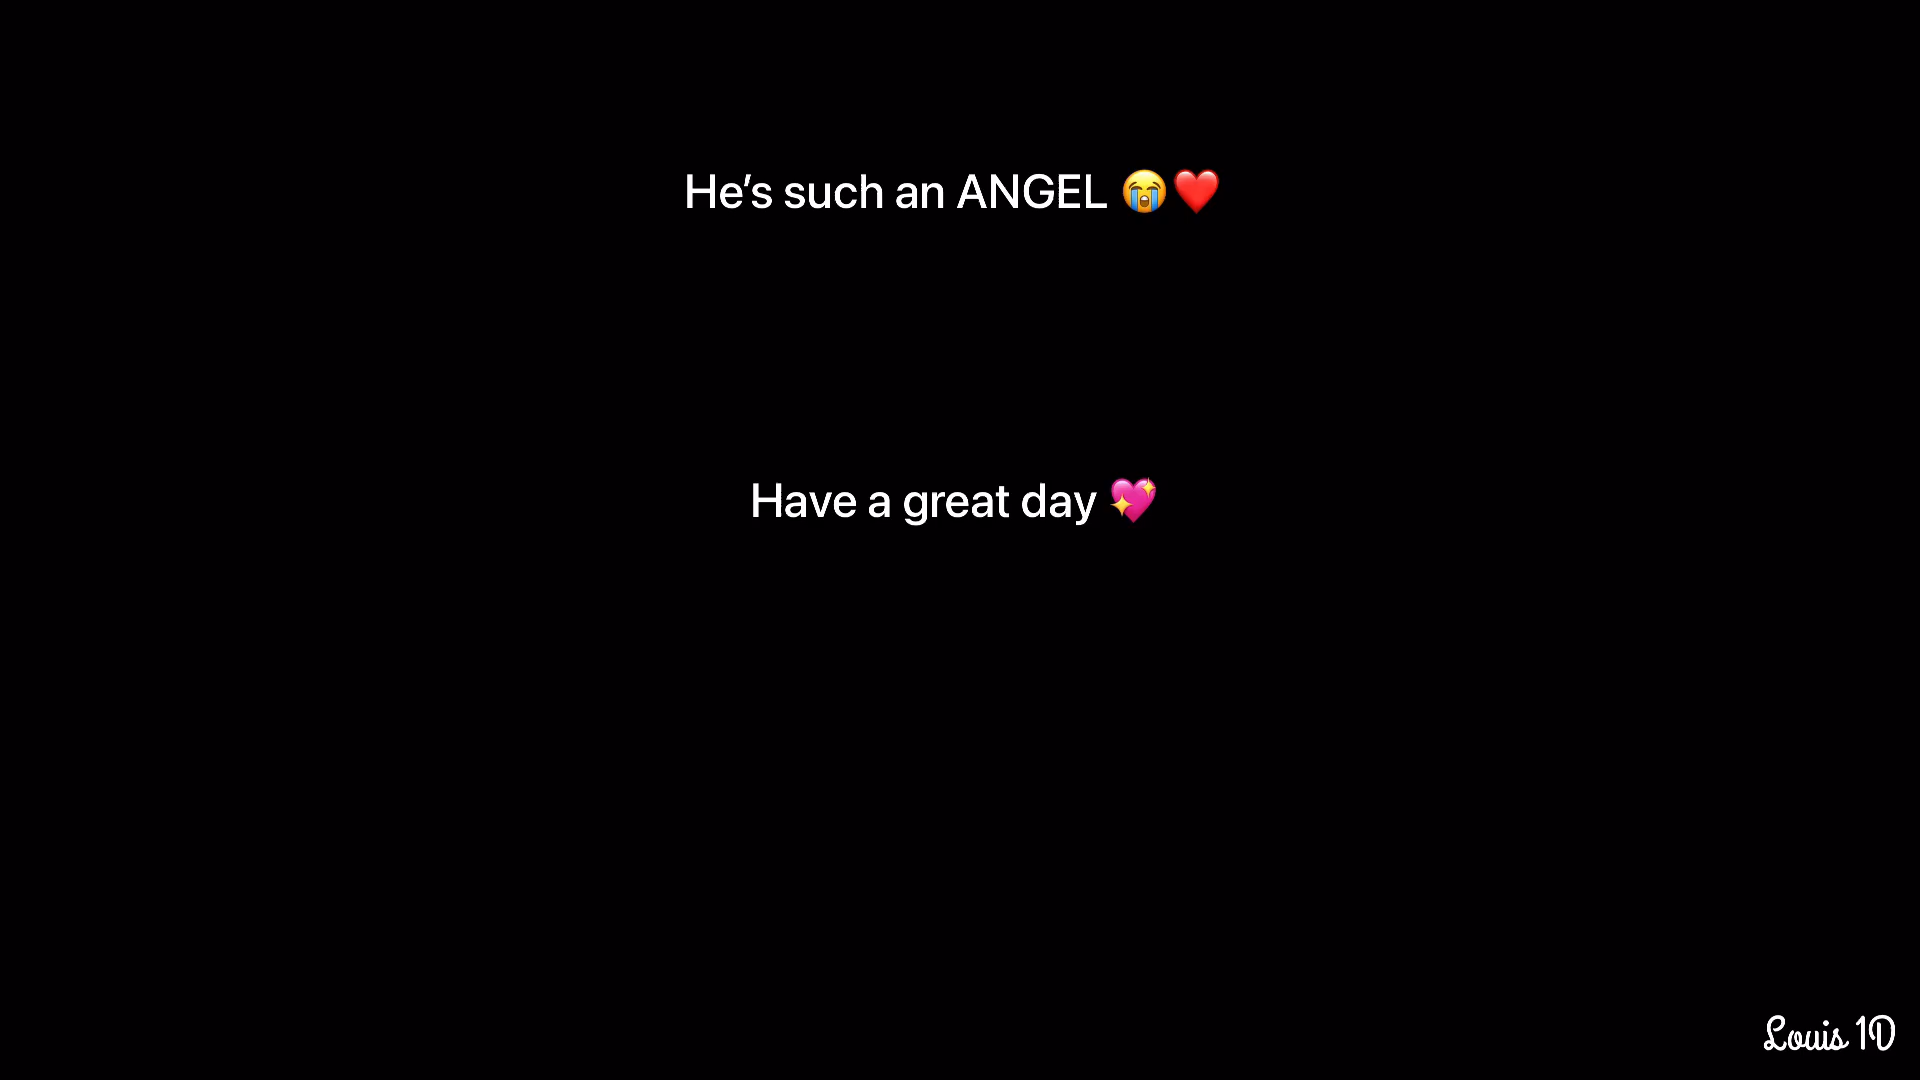 He’s such an ANGEL 😭❤️
Have a great day 💖
Louis 1D